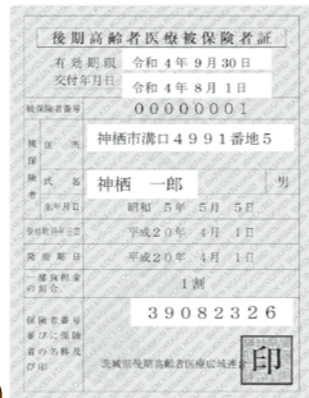 後期高齢者医療被保険者証
有効期限 令和4年9月30日
交付年月日 令和4年8月1日
被保険者番号 00000001
被保険者 住所 神栖市溝口4991番地5
氏名 神栖 一郎 男
生年月日 昭和 5年 5月 5日
資格取得年月日 平成20年 4月 1日
発効期日 平成20年 4月 1日
一部負担金の割合 1割
39082326
保険者番号
並びに保険
者の名称及
び印
茨城県後期高齢者医療広域連合
印